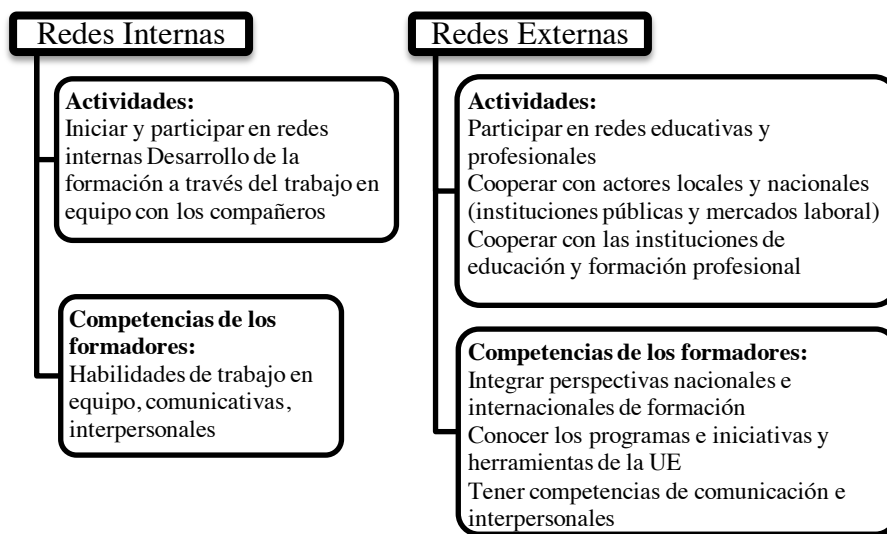 Redes Internas
Actividades:
Iniciar y participar en redes
internas Desarrollo de la
formación a través del trabajo en
equipo con los compañeros
Competencias de los
formadores:
Habilidades de trabajo en
equipo, comunicativas,
interpersonales
Redes Externas
Actividades:
Participar en redes educativas y
profesionales
Cooperar con actores locales y nacionales
(instituciones públicas y mercados laboral)
Cooperar con las instituciones de
educación y formación profesional
Competencias de los formadores:
Integrar perspectivas nacionales e
internacionales de formación
Conocer los programas e iniciativas y
herramientas de la UE
Tener competencias de comunicación e
interpersonales